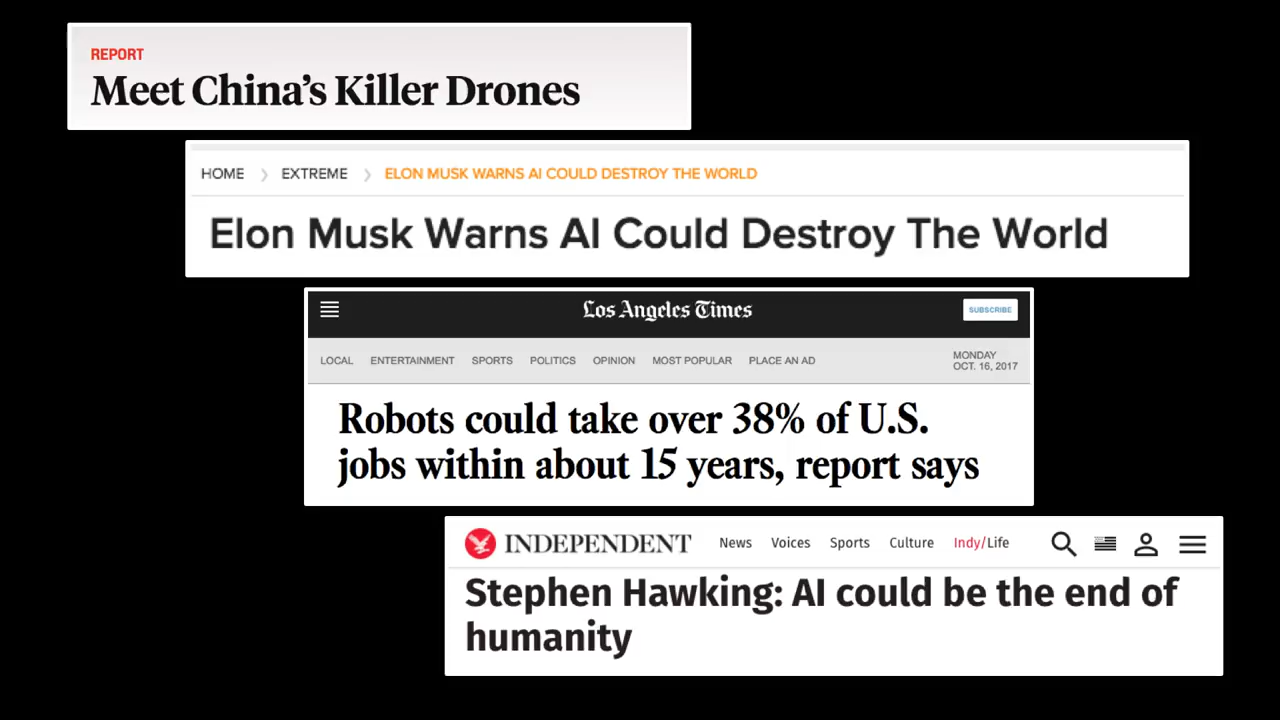 REPORT
Meet China's Killer Drones
HOME > EXTREME > ELON MUSK WARNS AI COULD DESTROY THE WORLD
Elon Musk Warns AI Could Destroy The World
Los Angeles Times SUBSCRIBE
LOCAL ENTERTAINMENT SPORTS POLITICS OPINION MOST POPULAR PLACE AN AD MONDAY
OCT. 16, 2017
Robots could take over 38% of U.S.
jobs within about 15 years, report says
INDEPENDENT News Voices Sports Culture Indy/Life
Stephen Hawking: AI could be the end of
humanity